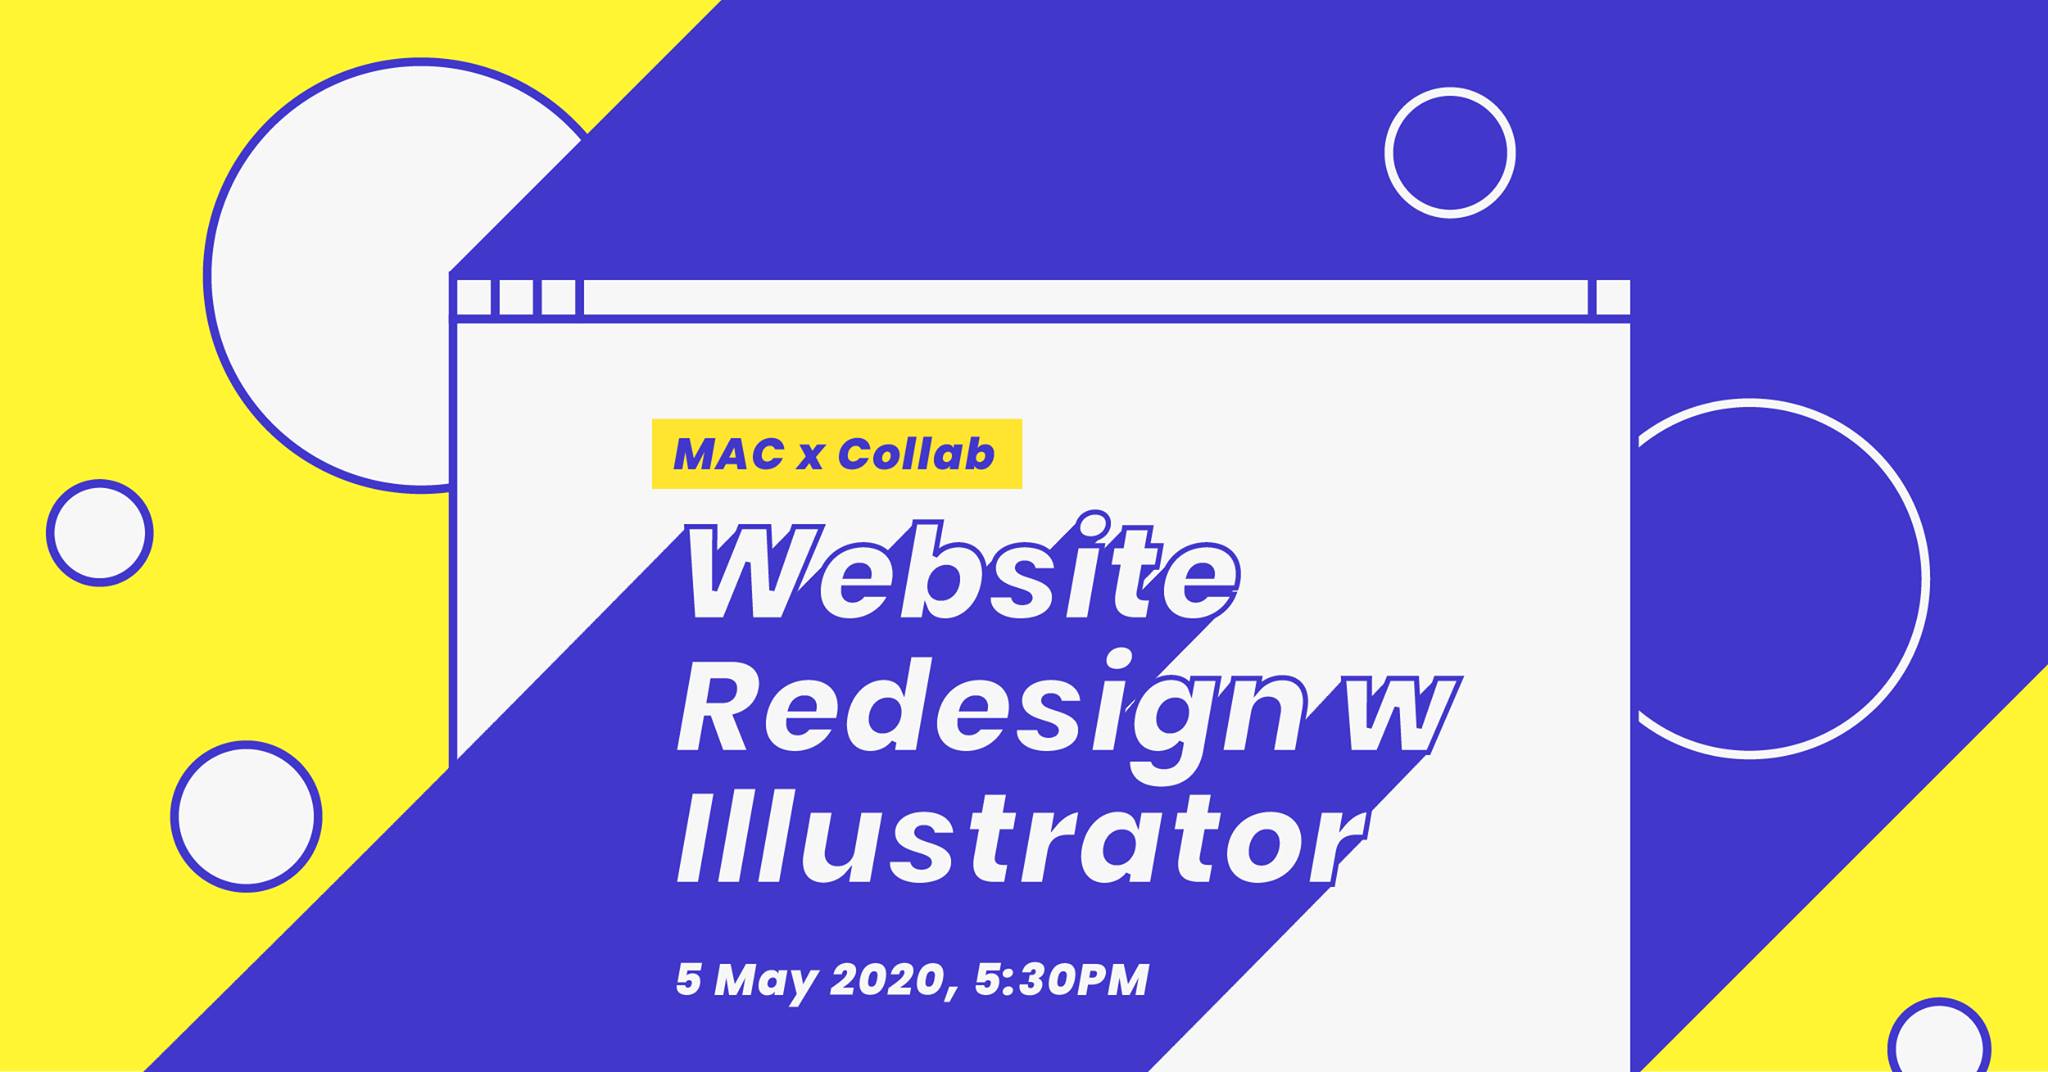 MAC x Collab
Website
Redesign w
Illustrator
5 May 2020, 5:30PM